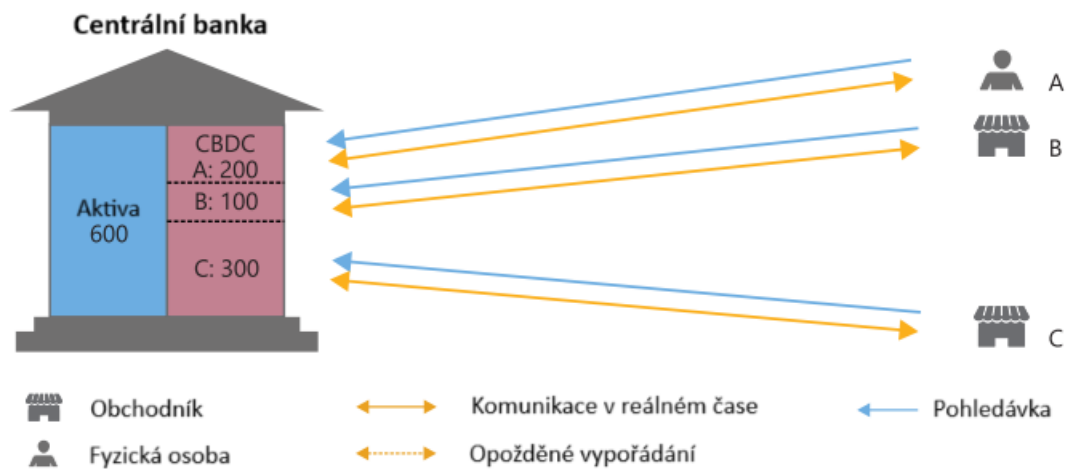 Centrální banka
CBDC
A: 200
B: 100
C: 300
Aktiva
600
A
B
C
Obchodník
Komunikace v reálném čase
Pohledávka
Fyzická osoba
Opožděné vypořádání